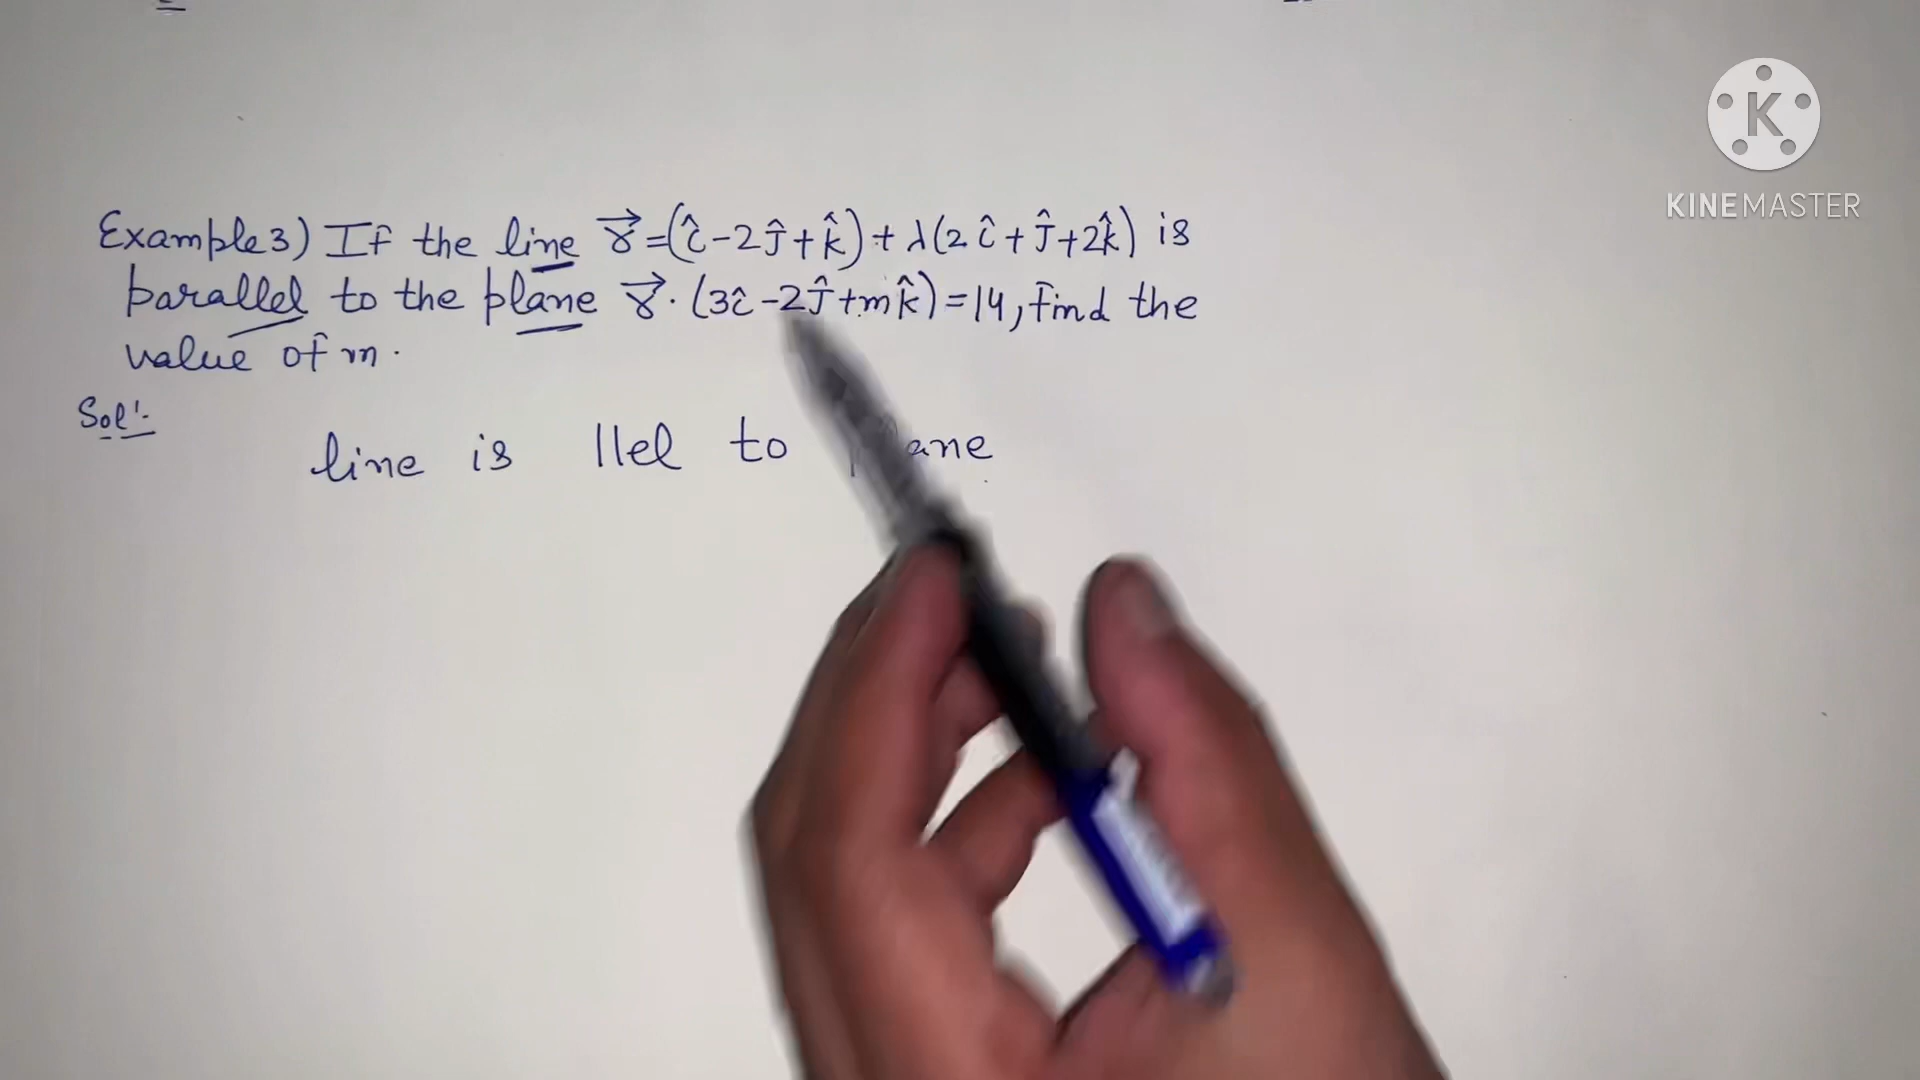 Example 3) If the line r⃗=(î-2ĵ+k̂)+λ(2î+ĵ+2k̂) is
parallel to the plane r⃗.(3î-2ĵ+mk̂)=14, find the
value of m.
Sol:-
line is ||el to
K
KINEMASTER